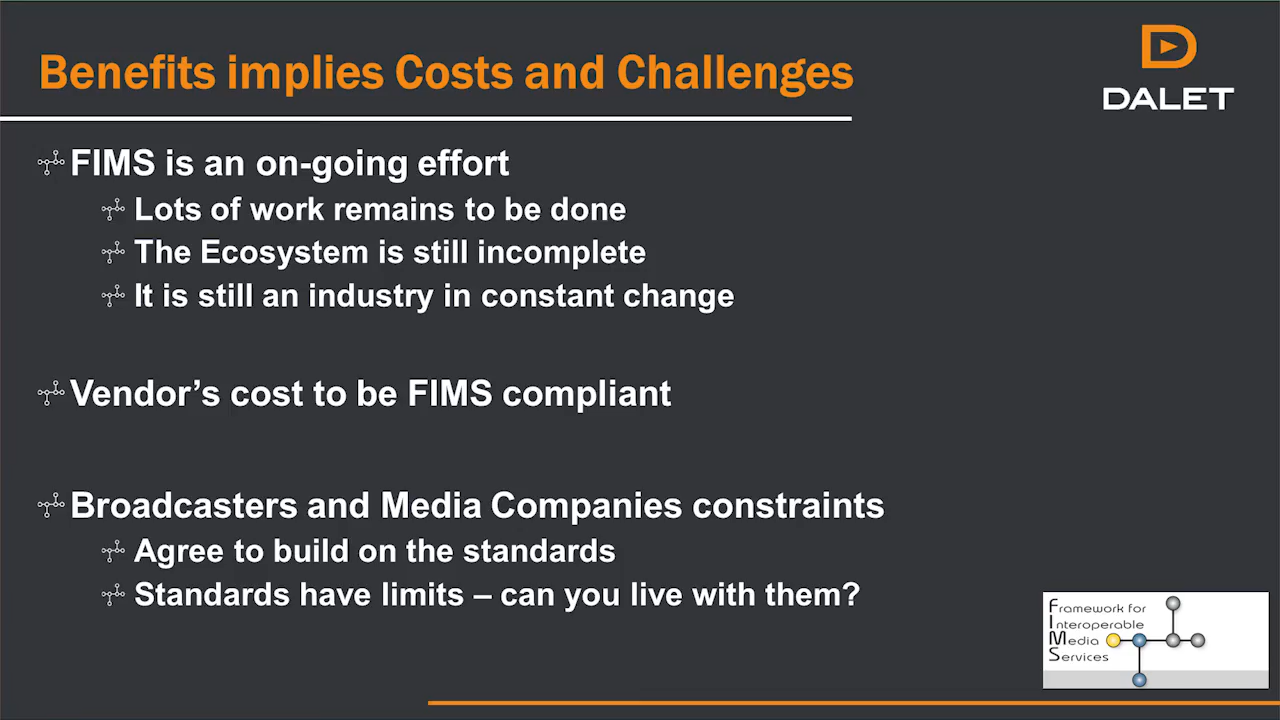 Benefits implies Costs and Challenges
DALET
FIMS is an on-going effort
Lots of work remains to be done
The Ecosystem is still incomplete
It is still an industry in constant change
Vendor’s cost to be FIMS compliant
Broadcasters and Media Companies constraints
Agree to build on the standards
Standards have limits – can you live with them?
Framework for
Interoperable
Media
Services